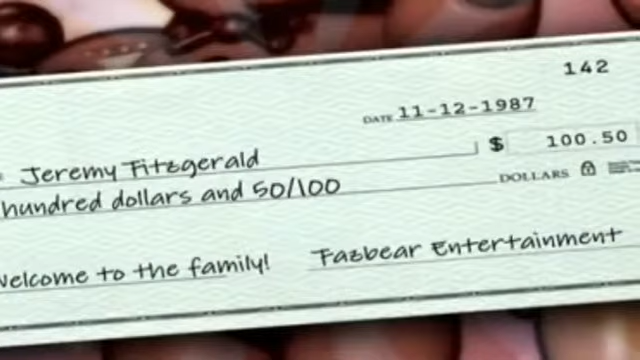 142
DATE 11-12-1987
Jeremy Fitzgerald $ 100.50
hundred dollars and 50/100 DOLLARS
Welcome to the family! Fazbear Entertainment